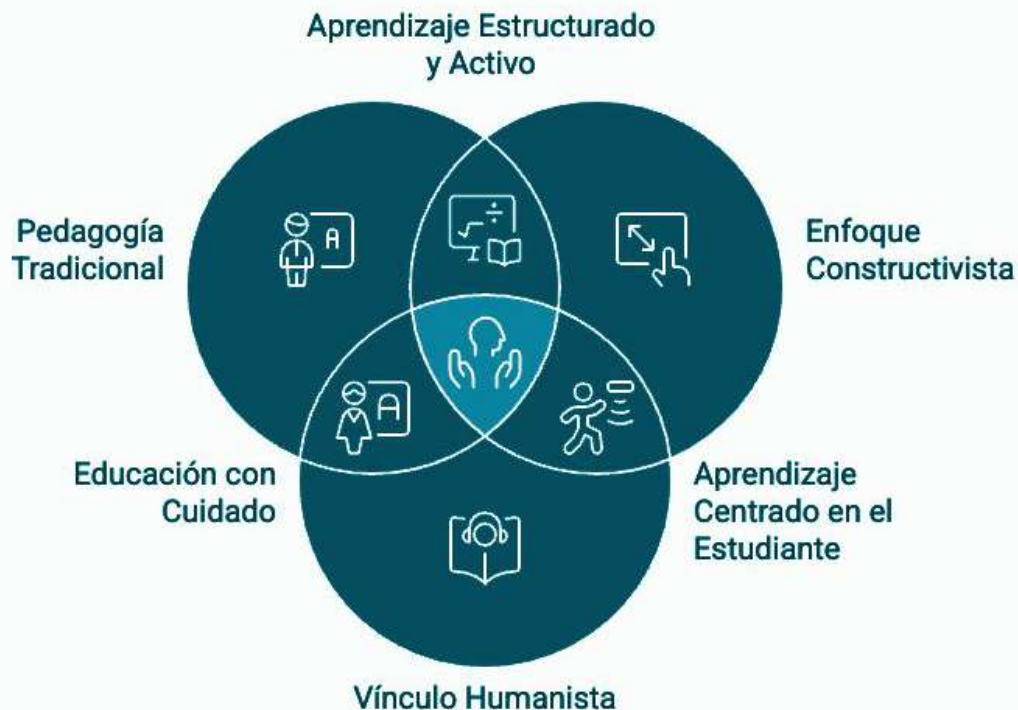 Aprendizaje Estructurado
y Activo
Pedagogía
Tradicional
A
Enfoque
Constructivista
Educación con
Cuidado
A
Aprendizaje
Centrado en el
Estudiante
Vínculo Humanista